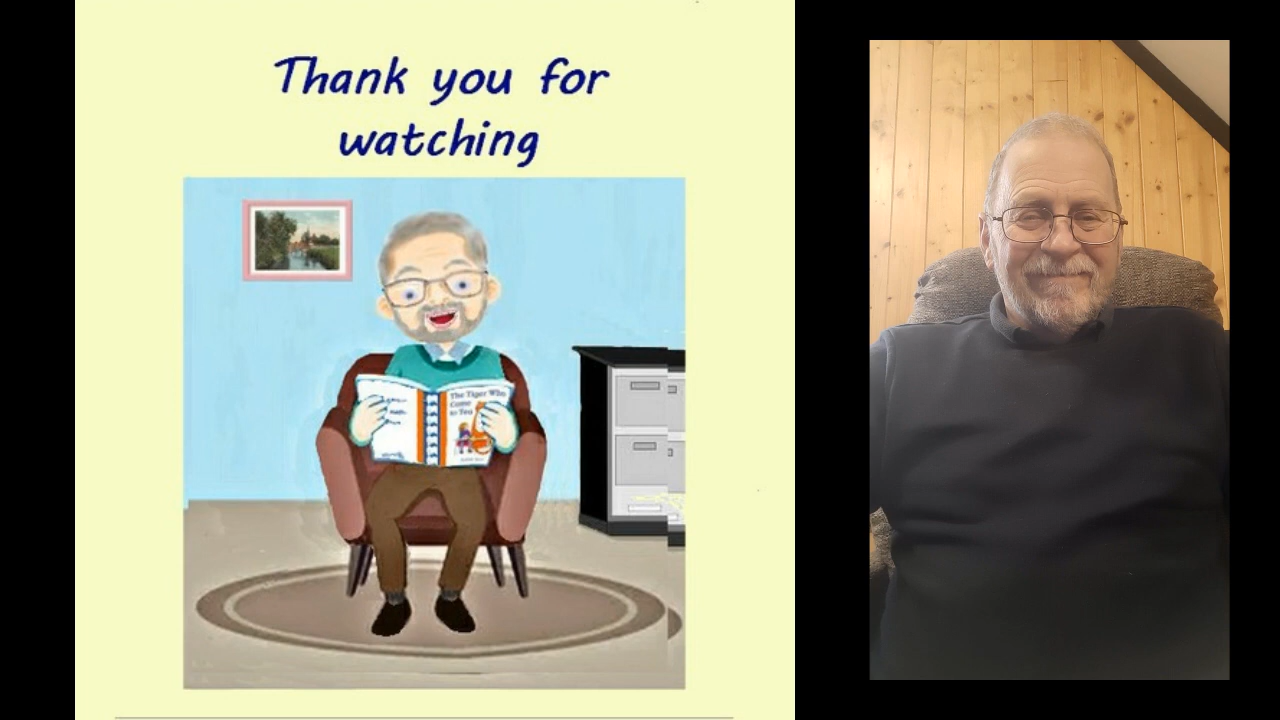 Thank you for
watching
The Tiger Who
Came
to Tea